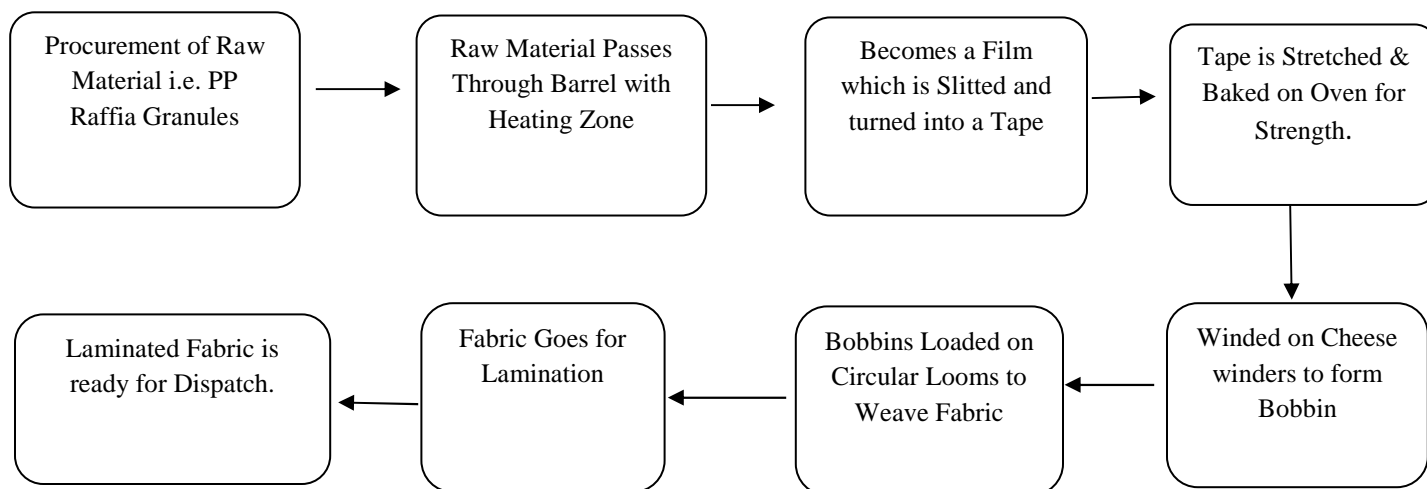 Procurement of Raw
Material i.e. PP
Raffia Granules
Raw Material Passes
Through Barrel with
Heating Zone
Becomes a Film
which is Slitted and
turned into a Tape
Tape is Stretched &
Baked on Oven for
Strength.
Winded on Cheese
winders to form
Bobbin
Bobbins Loaded on
Circular Looms to
Weave Fabric
Fabric Goes for
Lamination
Laminated Fabric is
ready for Dispatch.